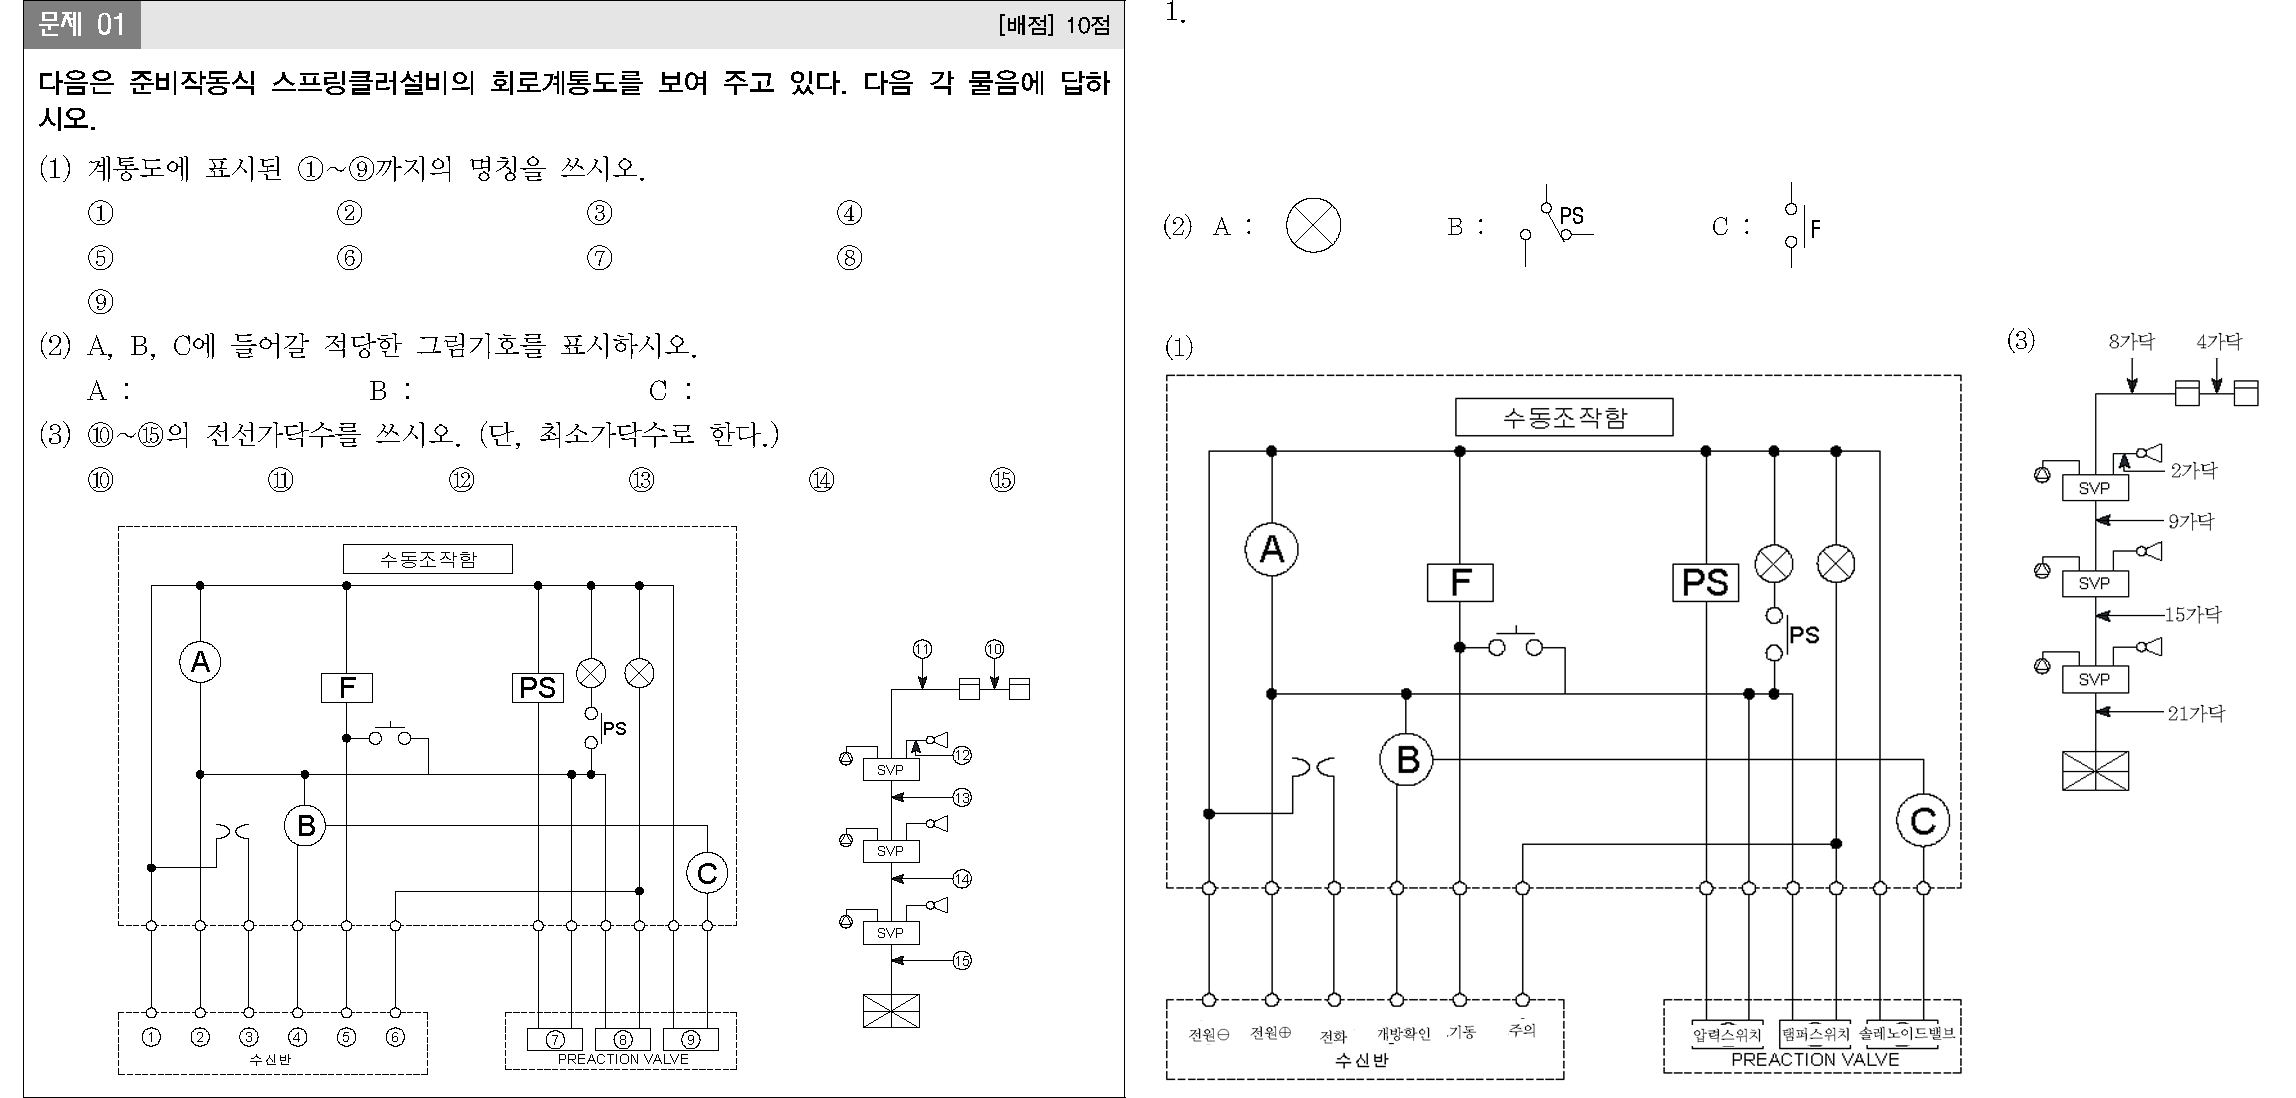 문제 01 [배점] 10점
다음은 준비작동식 스프링클러설비의 회로계통도를 보여 주고 있다. 다음 각 물음에 답하
시오.
(1) 계통도에 표시된 ①~⑨까지의 명칭을 쓰시오.
① ② ③ ④
⑤ ⑥ ⑦ ⑧
⑨
(2) A, B, C에 들어갈 적당한 그림기호를 표시하시오.
A : B : C :
(3) ⑩~⑮의 전선가닥수를 쓰시오. (단, 최소가닥수로 한다.)
⑩ ⑪ ⑫ ⑬ ⑭ ⑮
수동조작함
A
F
PS
PS
B
C
① ② ③ ④ ⑤ ⑥
수신반
⑦ ⑧ ⑨
PREACTION VALVE
⑪ ⑩
⑫
SVP
⑬
SVP
⑭
SVP
⑮
1.
(2) A : B : PS C : F
(1)
수동조작함
A
F
PS
PS
B
C
전원⊖ 전원⊕ 전화 개방확인 .기동 주의
수신반
압력스위치 탬퍼스위치 솔레노이드밸브
PREACTION VALVE
(3)
8가닥 4가닥
2가닥
SVP
9가닥
SVP
15가닥
SVP
21가닥